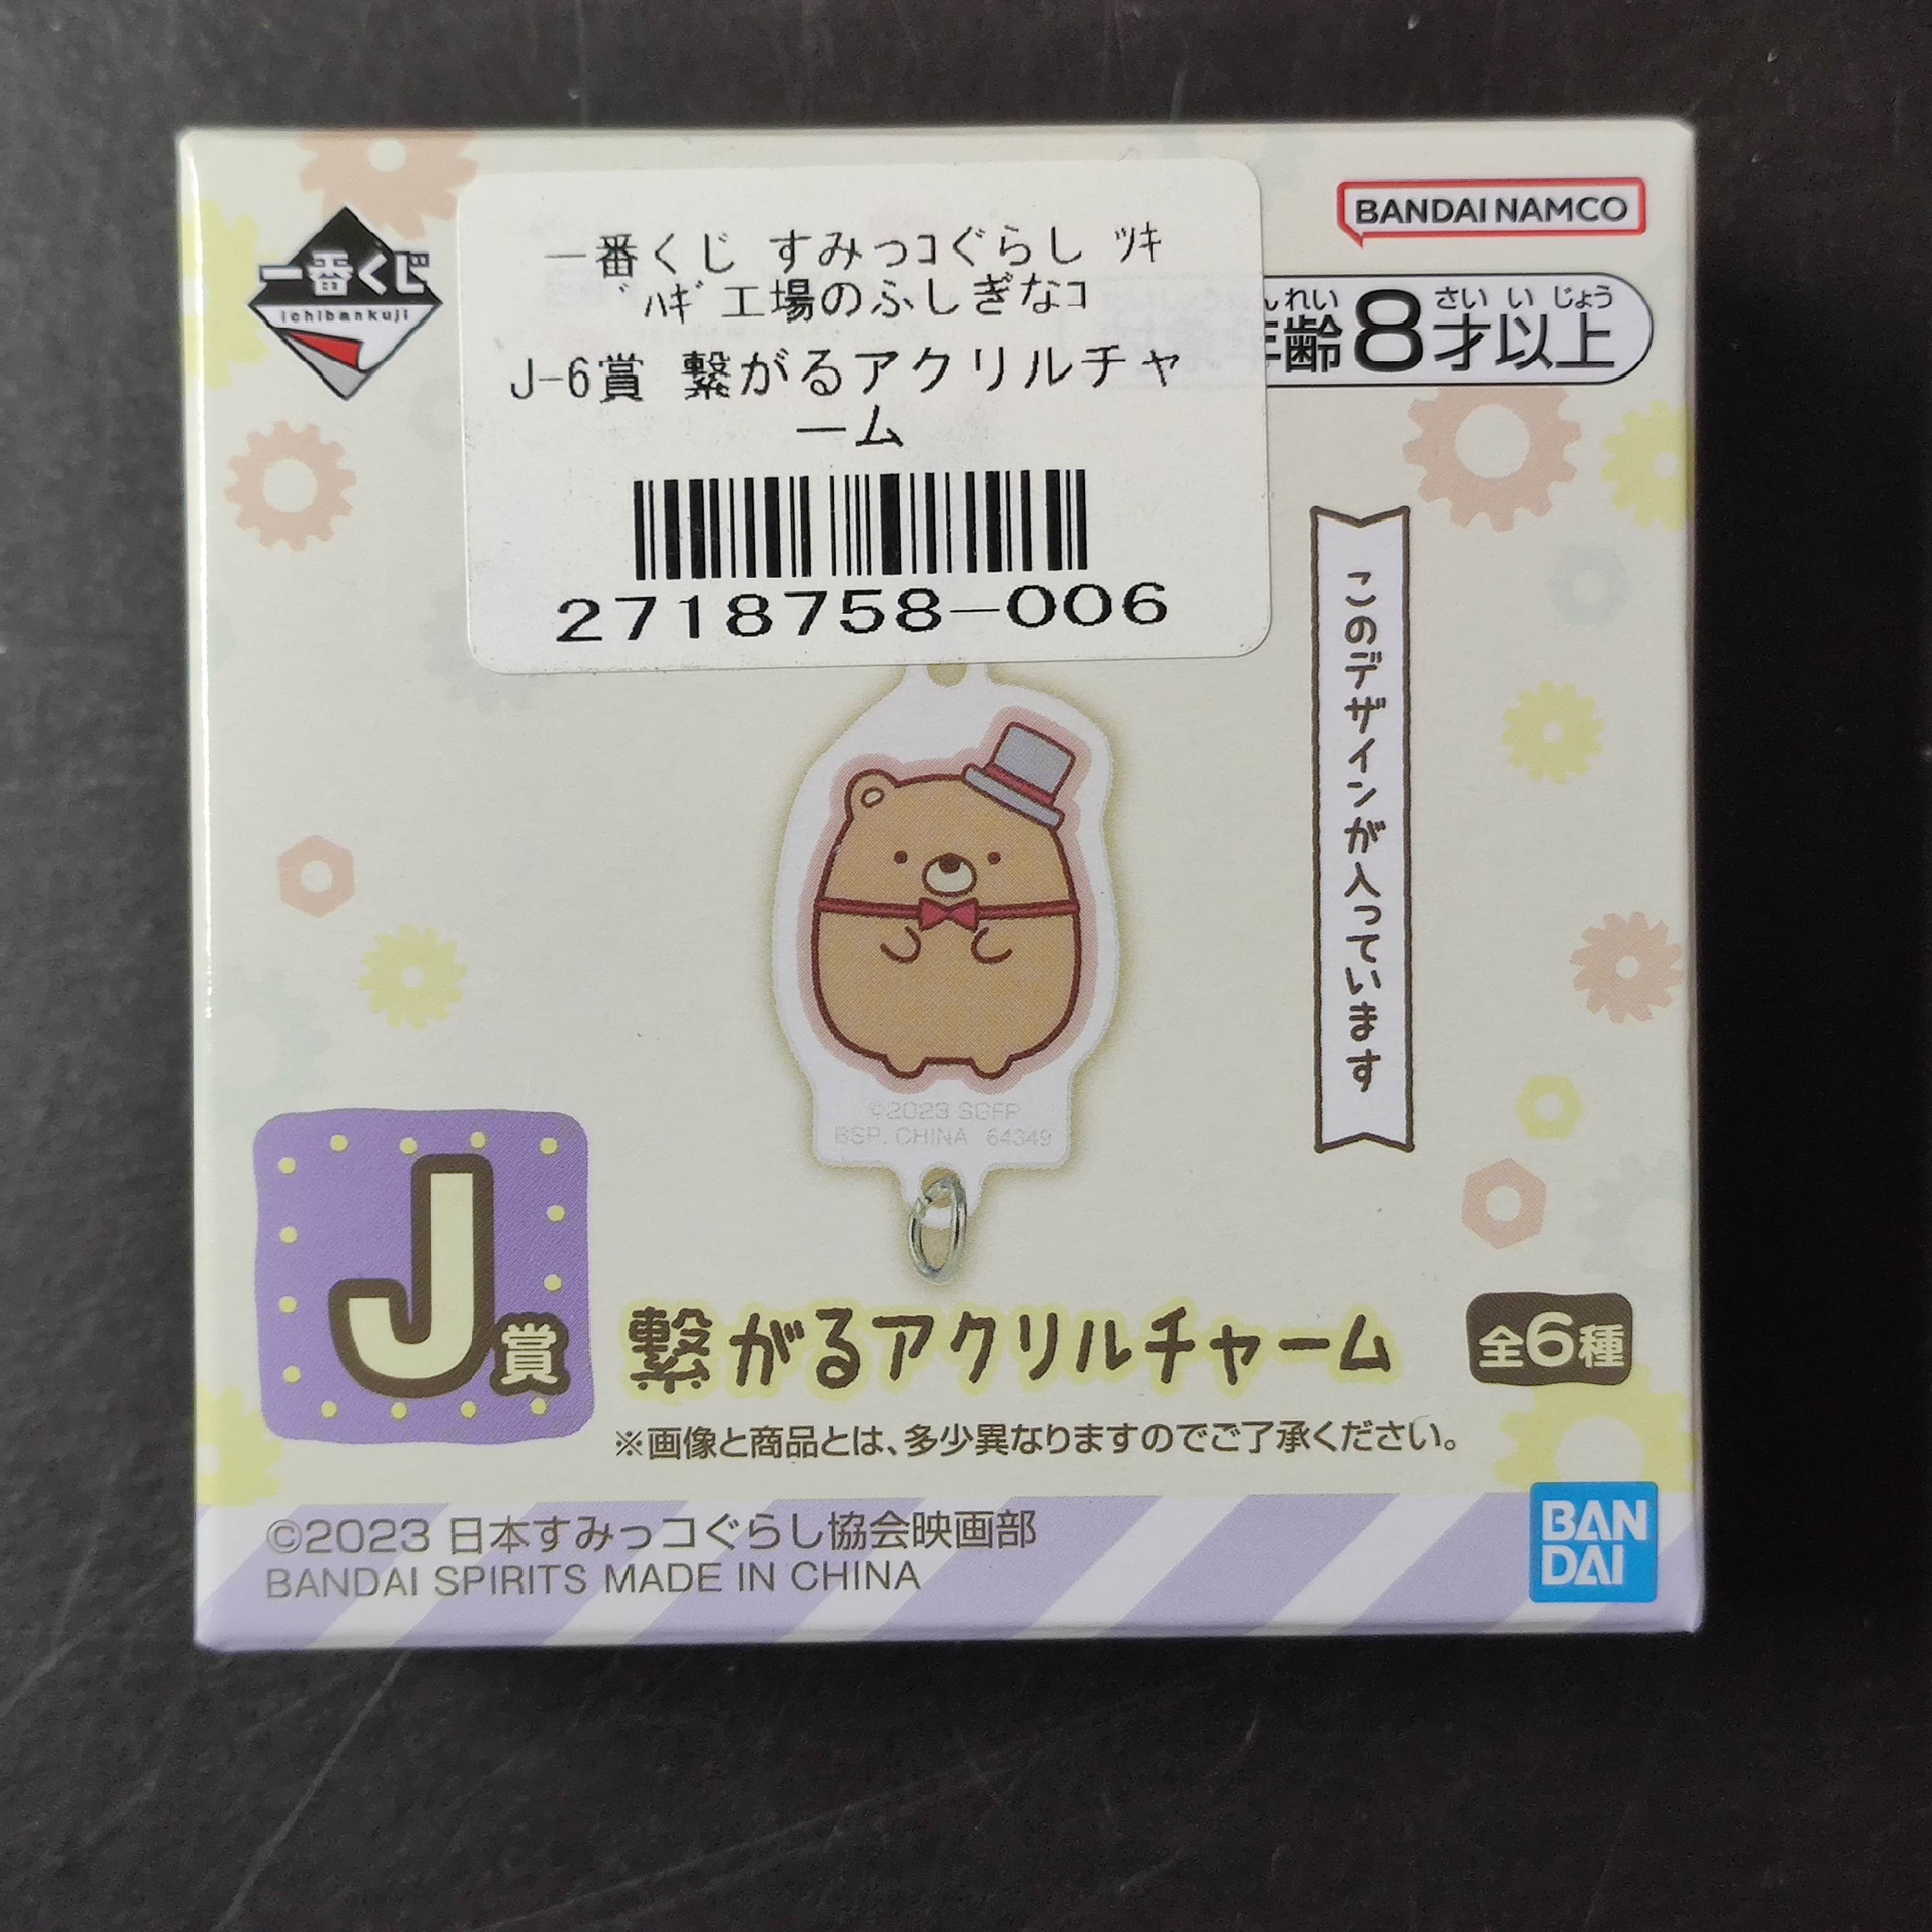 一番くじ
ichibankuji
一番くじ すみっコぐらし ﾂｷ
ﾞﾊｷﾞ工場のふしぎなコ
J-6賞 繋がるアクリルチャ
ーム
2718758-006
BANDAI NAMCO
れい さい い じょう
齢8才以上
このデザインが入っています
©2023 SGFP
BSP. CHINA 64349
J賞
繋がるアクリルチャーム
全6種
※画像と商品とは、多少異なりますのでご了承ください。
©2023 日本すみっコぐらし協会映画部
BANDAI SPIRITS MADE IN CHINA
BAN
DAI